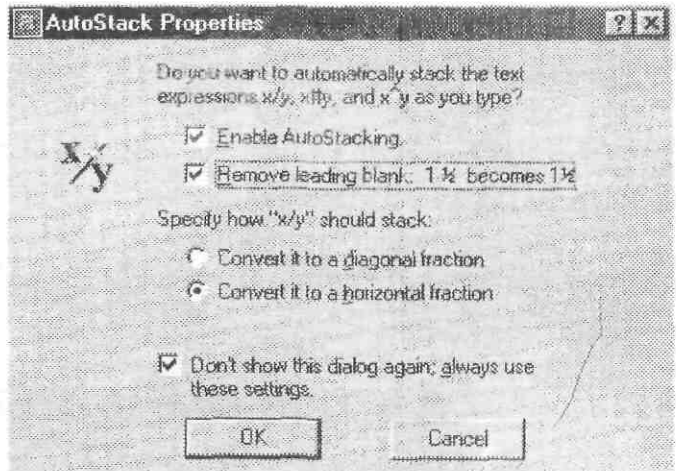 AutoStack Properties
Do you want to automatically stack the text
expressions x/y, x#y, and x^y as you type?
x/y
Enable AutoStacking.
Remove leading blank: 1 ½ becomes 1½
Specify how "x/y" should stack:
Convert it to a diagonal fraction
Convert it to a horizontal fraction
Don't show this dialog again; always use
these settings.
OK
Cancel